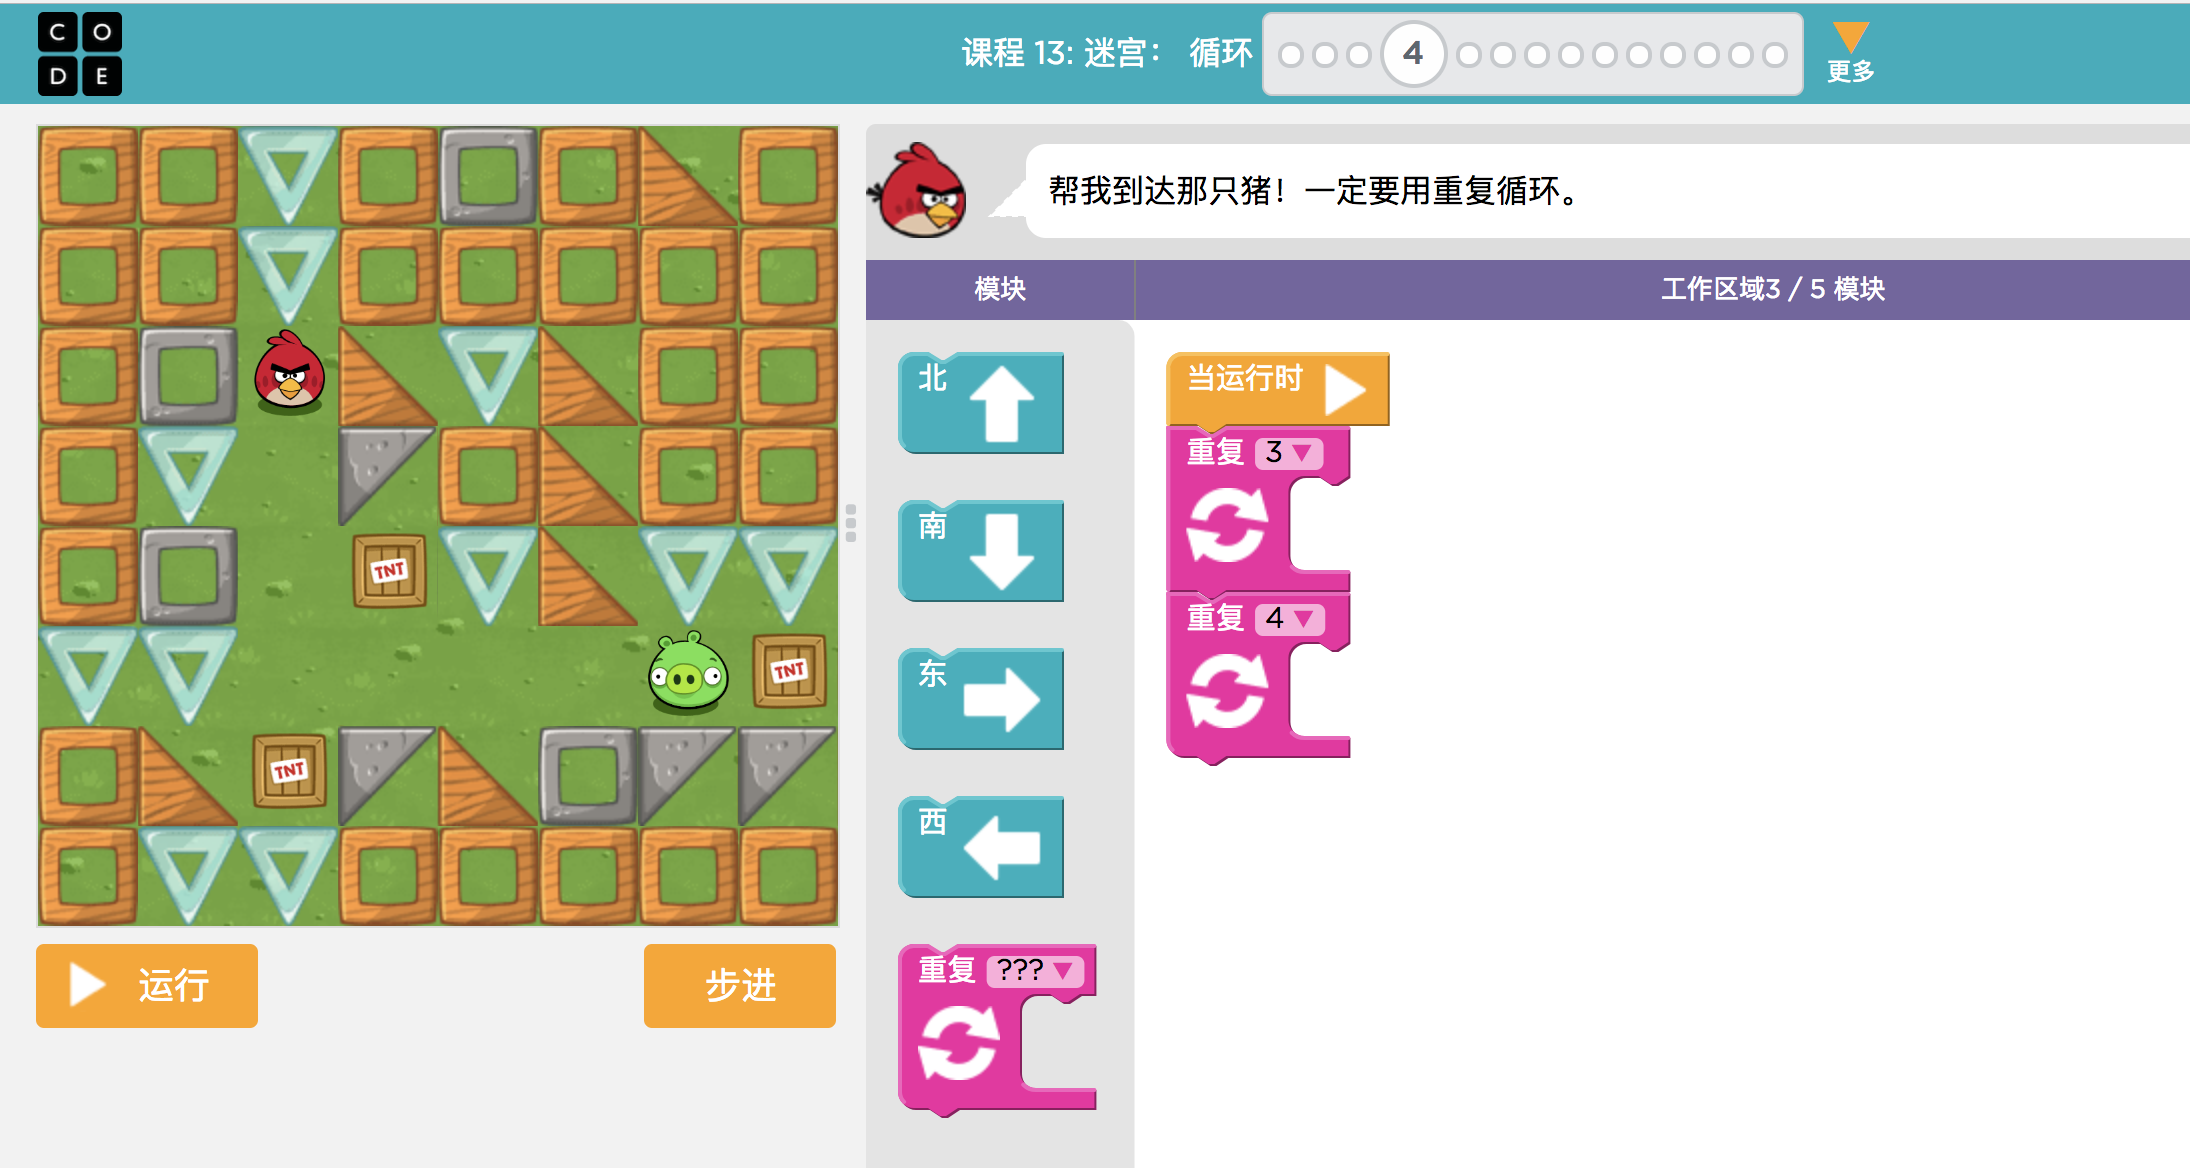 C O
D E
课程 13: 迷宫： 循环
4
更多
帮我到达那只猪！一定要用重复循环。
模块
工作区域3 / 5 模块
北
南
东
西
重复 ???
当运行时
重复 3
重复 4
TNT
TNT
TNT
运行
步进